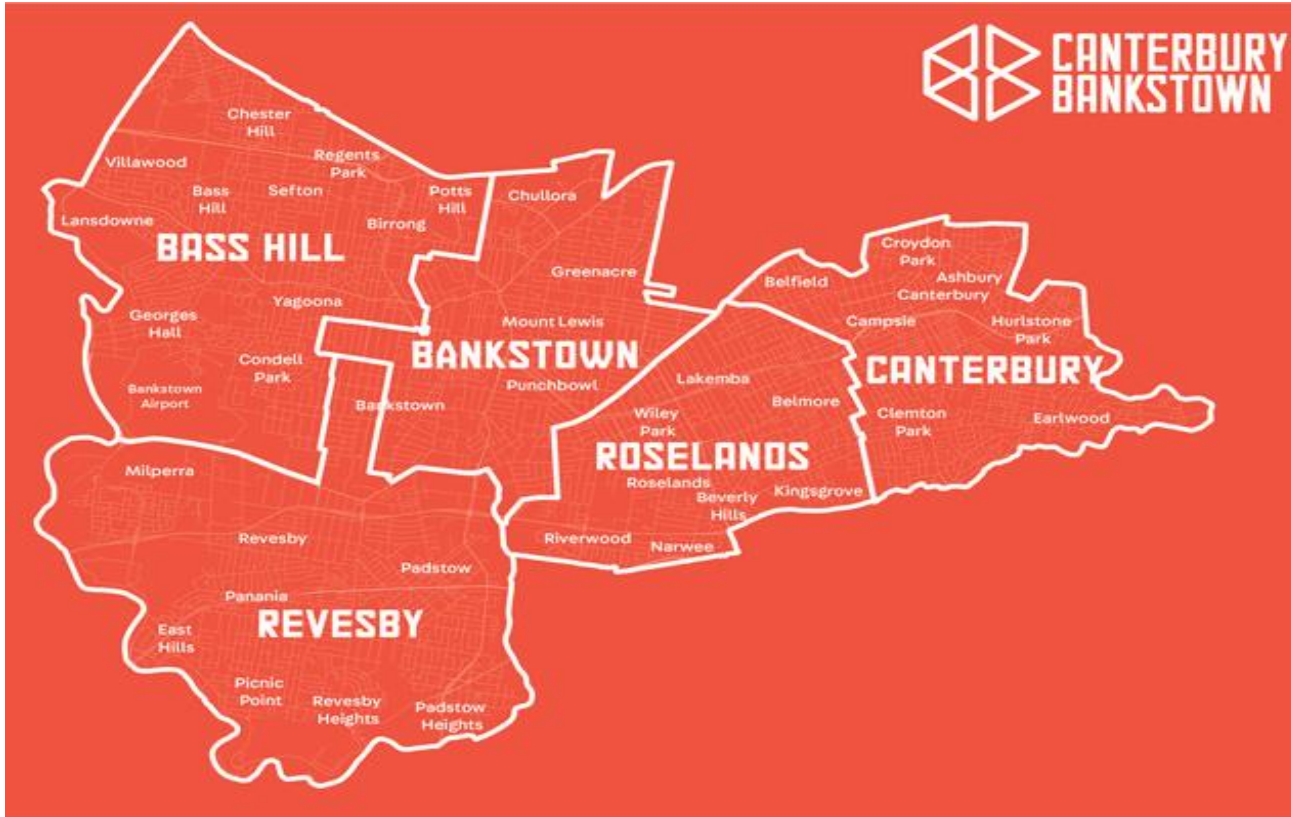 CANTERBURY
BANKSTOWN
Chester
Hill
Villawood
Regents
Park
Bass
Hill
Sefton
Potts
Hill
Lansdowne
Birrong
BASS HILL
Yagoona
Georges
Hall
Condell
Park
Bankstown
Airport
Chullora
Greenacre
Mount Lewis
BANKSTOWN
Punchbowl
Bankstown
Croydon
Park
Belfield
Ashbury
Canterbury
Campsie
Hurlstone
Park
CANTERBURY
Clemton
Park
Earlwood
Lakemba
Belmore
Wiley
Park
ROSELANDS
Roselands
Beverly
Hills
Kingsgrove
Riverwood
Narwee
Milperra
Revesby
Padstow
Panania
REVESBY
East
Hills
Picnic
Point
Revesby
Heights
Padstow
Heights